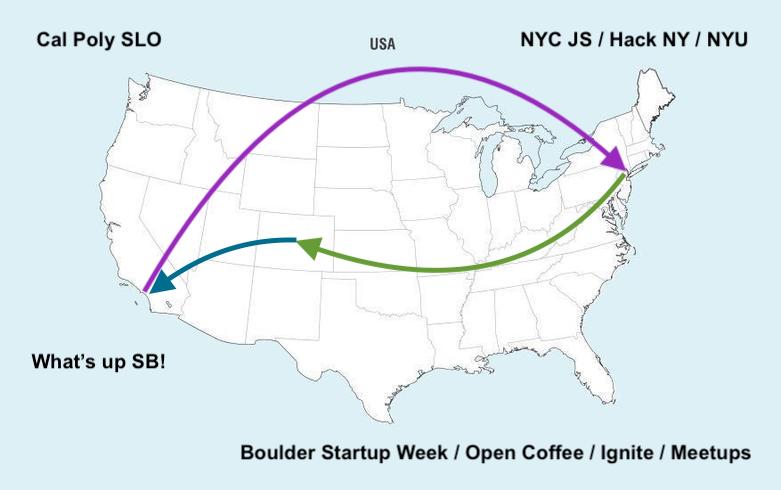 Cal Poly SLO
USA
NYC JS / Hack NY / NYU
What's up SB!
Boulder Startup Week / Open Coffee / Ignite / Meetups